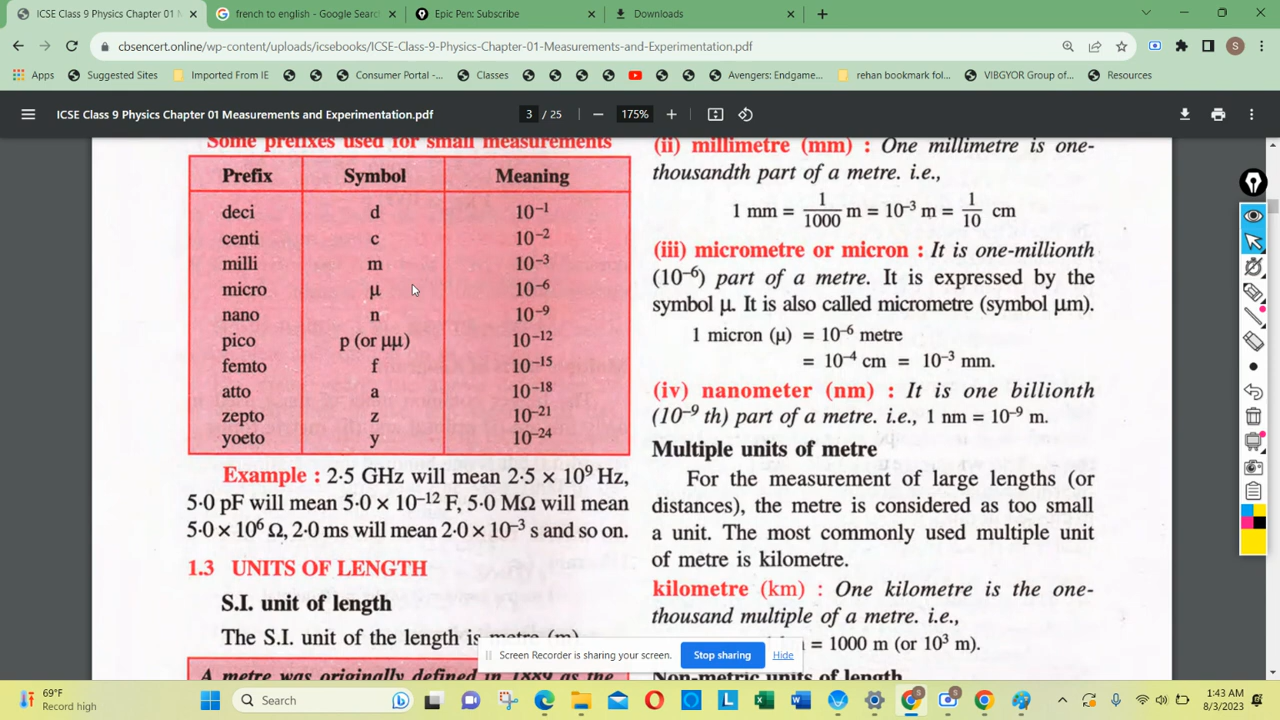 ICSE Class 9 Physics Chapter 01 M
french to english - Google Searc
Epic Pen: Subscribe
Downloads
cbsencert.online/wp-content/uploads/icsebooks/ICSE-Class-9-Physics-Chapter-01-Measurements-and-Experimentation.pdf
S
Apps
Suggested Sites
Imported From IE
Consumer Portal -...
Classes
Avengers: Endgame...
rehan bookmark fol...
VIBGYOR Group of...
Resources
ICSE Class 9 Physics Chapter 01 Measurements and Experimentation.pdf
3 / 25
175%
Some prefixes used for small measurements
Prefix Symbol Meaning
deci d 10⁻¹
centi c 10⁻²
milli m 10⁻³
micro μ 10⁻⁶
nano n 10⁻⁹
pico p (or μμ) 10⁻¹²
femto f 10⁻¹⁵
atto a 10⁻¹⁸
zepto z 10⁻²¹
yoeto y 10⁻²⁴
Example : 2·5 GHz will mean 2·5 × 10⁹ Hz,
5·0 pF will mean 5·0 × 10⁻¹² F, 5·0 MΩ will mean
5·0 × 10⁶ Ω, 2·0 ms will mean 2·0 × 10⁻³ s and so on.
1.3 UNITS OF LENGTH
S.I. unit of length
The S.I. unit of the length is metre (m).
A metre was originally defined in 1889 as the
(ii) millimetre (mm) : One millimetre is one-
thousandth part of a metre. i.e.,
1 mm = 1/1000 m = 10⁻³ m = 1/10 cm
(iii) micrometre or micron : It is one-millionth
(10⁻⁶) part of a metre. It is expressed by the
symbol μ. It is also called micrometre (symbol μm).
1 micron (μ) = 10⁻⁶ metre
= 10⁻⁴ cm = 10⁻³ mm.
(iv) nanometer (nm) : It is one billionth
(10⁻⁹ th) part of a metre. i.e., 1 nm = 10⁻⁹ m.
Multiple units of metre
For the measurement of large lengths (or
distances), the metre is considered as too small
a unit. The most commonly used multiple unit
of metre is kilometre.
kilometre (km) : One kilometre is the one-
thousand multiple of a metre. i.e.,
= 1000 m (or 10³ m).
Non-metric units of length
Screen Recorder is sharing your screen.
Stop sharing
Hide
69°F
Record high
Search
1:43 AM
8/3/2023